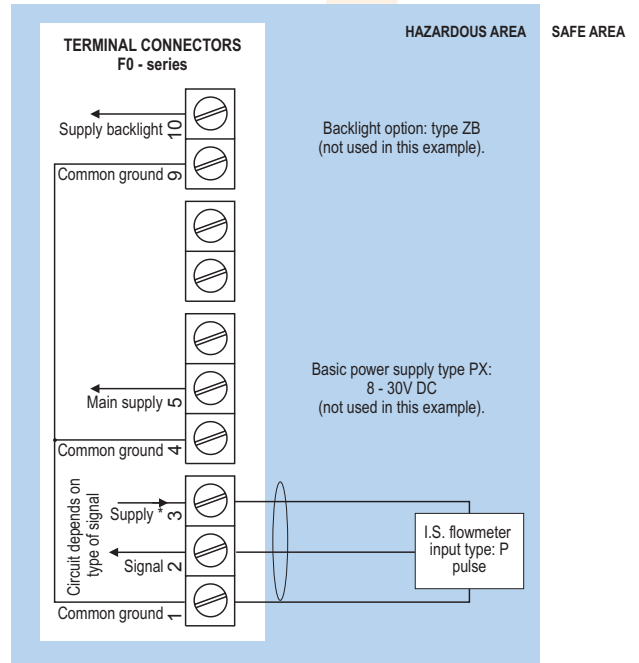 HAZARDOUS AREA
SAFE AREA
TERMINAL CONNECTORS
F0 - series
Supply backlight 10
Backlight option: type ZB
(not used in this example).
Common ground 9
Basic power supply type PX:
8 - 30V DC
(not used in this example).
Main supply 5
Common ground 4
Circuit depends on
type of signal
Supply * 3
Signal 2
Common ground 1
I.S. flowmeter
input type: P
pulse